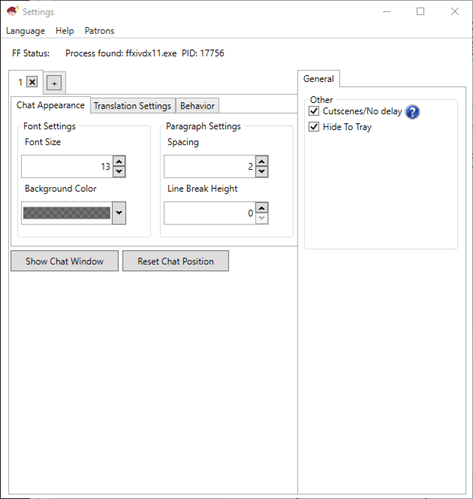 Settings
Language Help Patrons
FF Status: Process found: ffxivdx11.exe PID: 17756
1 +
General
Chat Appearance Translation Settings Behavior
Other
Cutscenes/No delay ?
Hide To Tray
Font Settings
Font Size
13
Background Color
Paragraph Settings
Spacing
2
Line Break Height
0
Show Chat Window Reset Chat Position